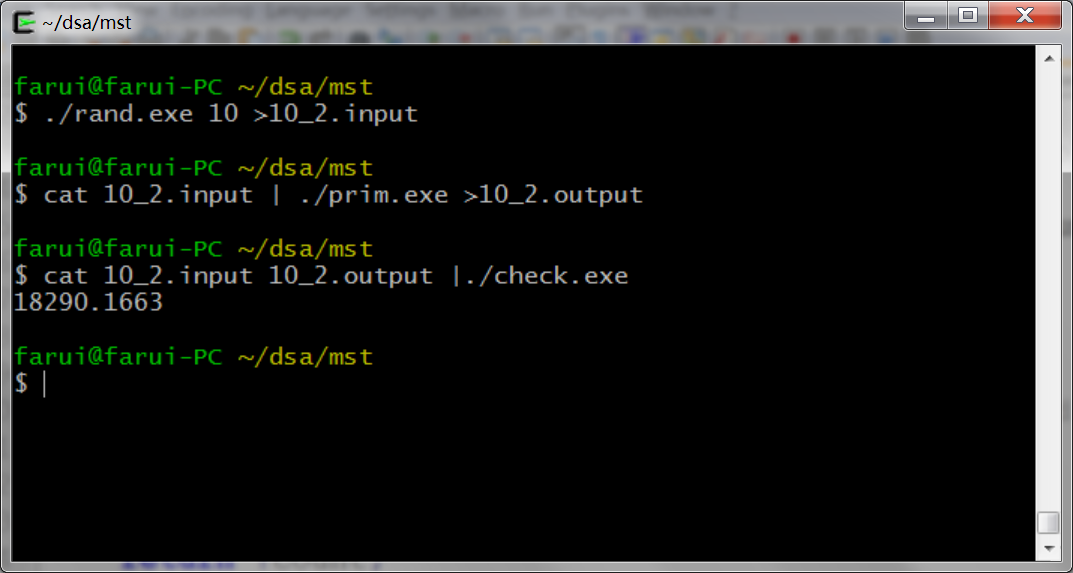 ~/dsa/mst
farui@farui-PC ~/dsa/mst
$ ./rand.exe 10 >10_2.input
farui@farui-PC ~/dsa/mst
$ cat 10_2.input | ./prim.exe >10_2.output
farui@farui-PC ~/dsa/mst
$ cat 10_2.input 10_2.output |./check.exe
18290.1663
farui@farui-PC ~/dsa/mst
$